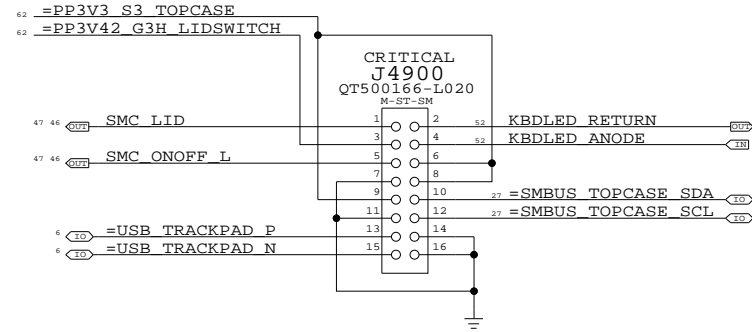 62 =PP3V3_S3_TOPCASE
62 =PP3V42_G3H_LIDSWITCH
CRITICAL
J4900
QT500166-L020
M-ST-SM
47 46 OUT SMC_LID 1 2 52 KBDLED_RETURN OUT
3 4 52 KBDLED_ANODE IN
47 46 OUT SMC_ONOFF_L 5 6
7 8
9 10 27 =SMBUS_TOPCASE_SDA IO
11 12 27 =SMBUS_TOPCASE_SCL IO
6 IO =USB_TRACKPAD_P 13 14
6 IO =USB_TRACKPAD_N 15 16